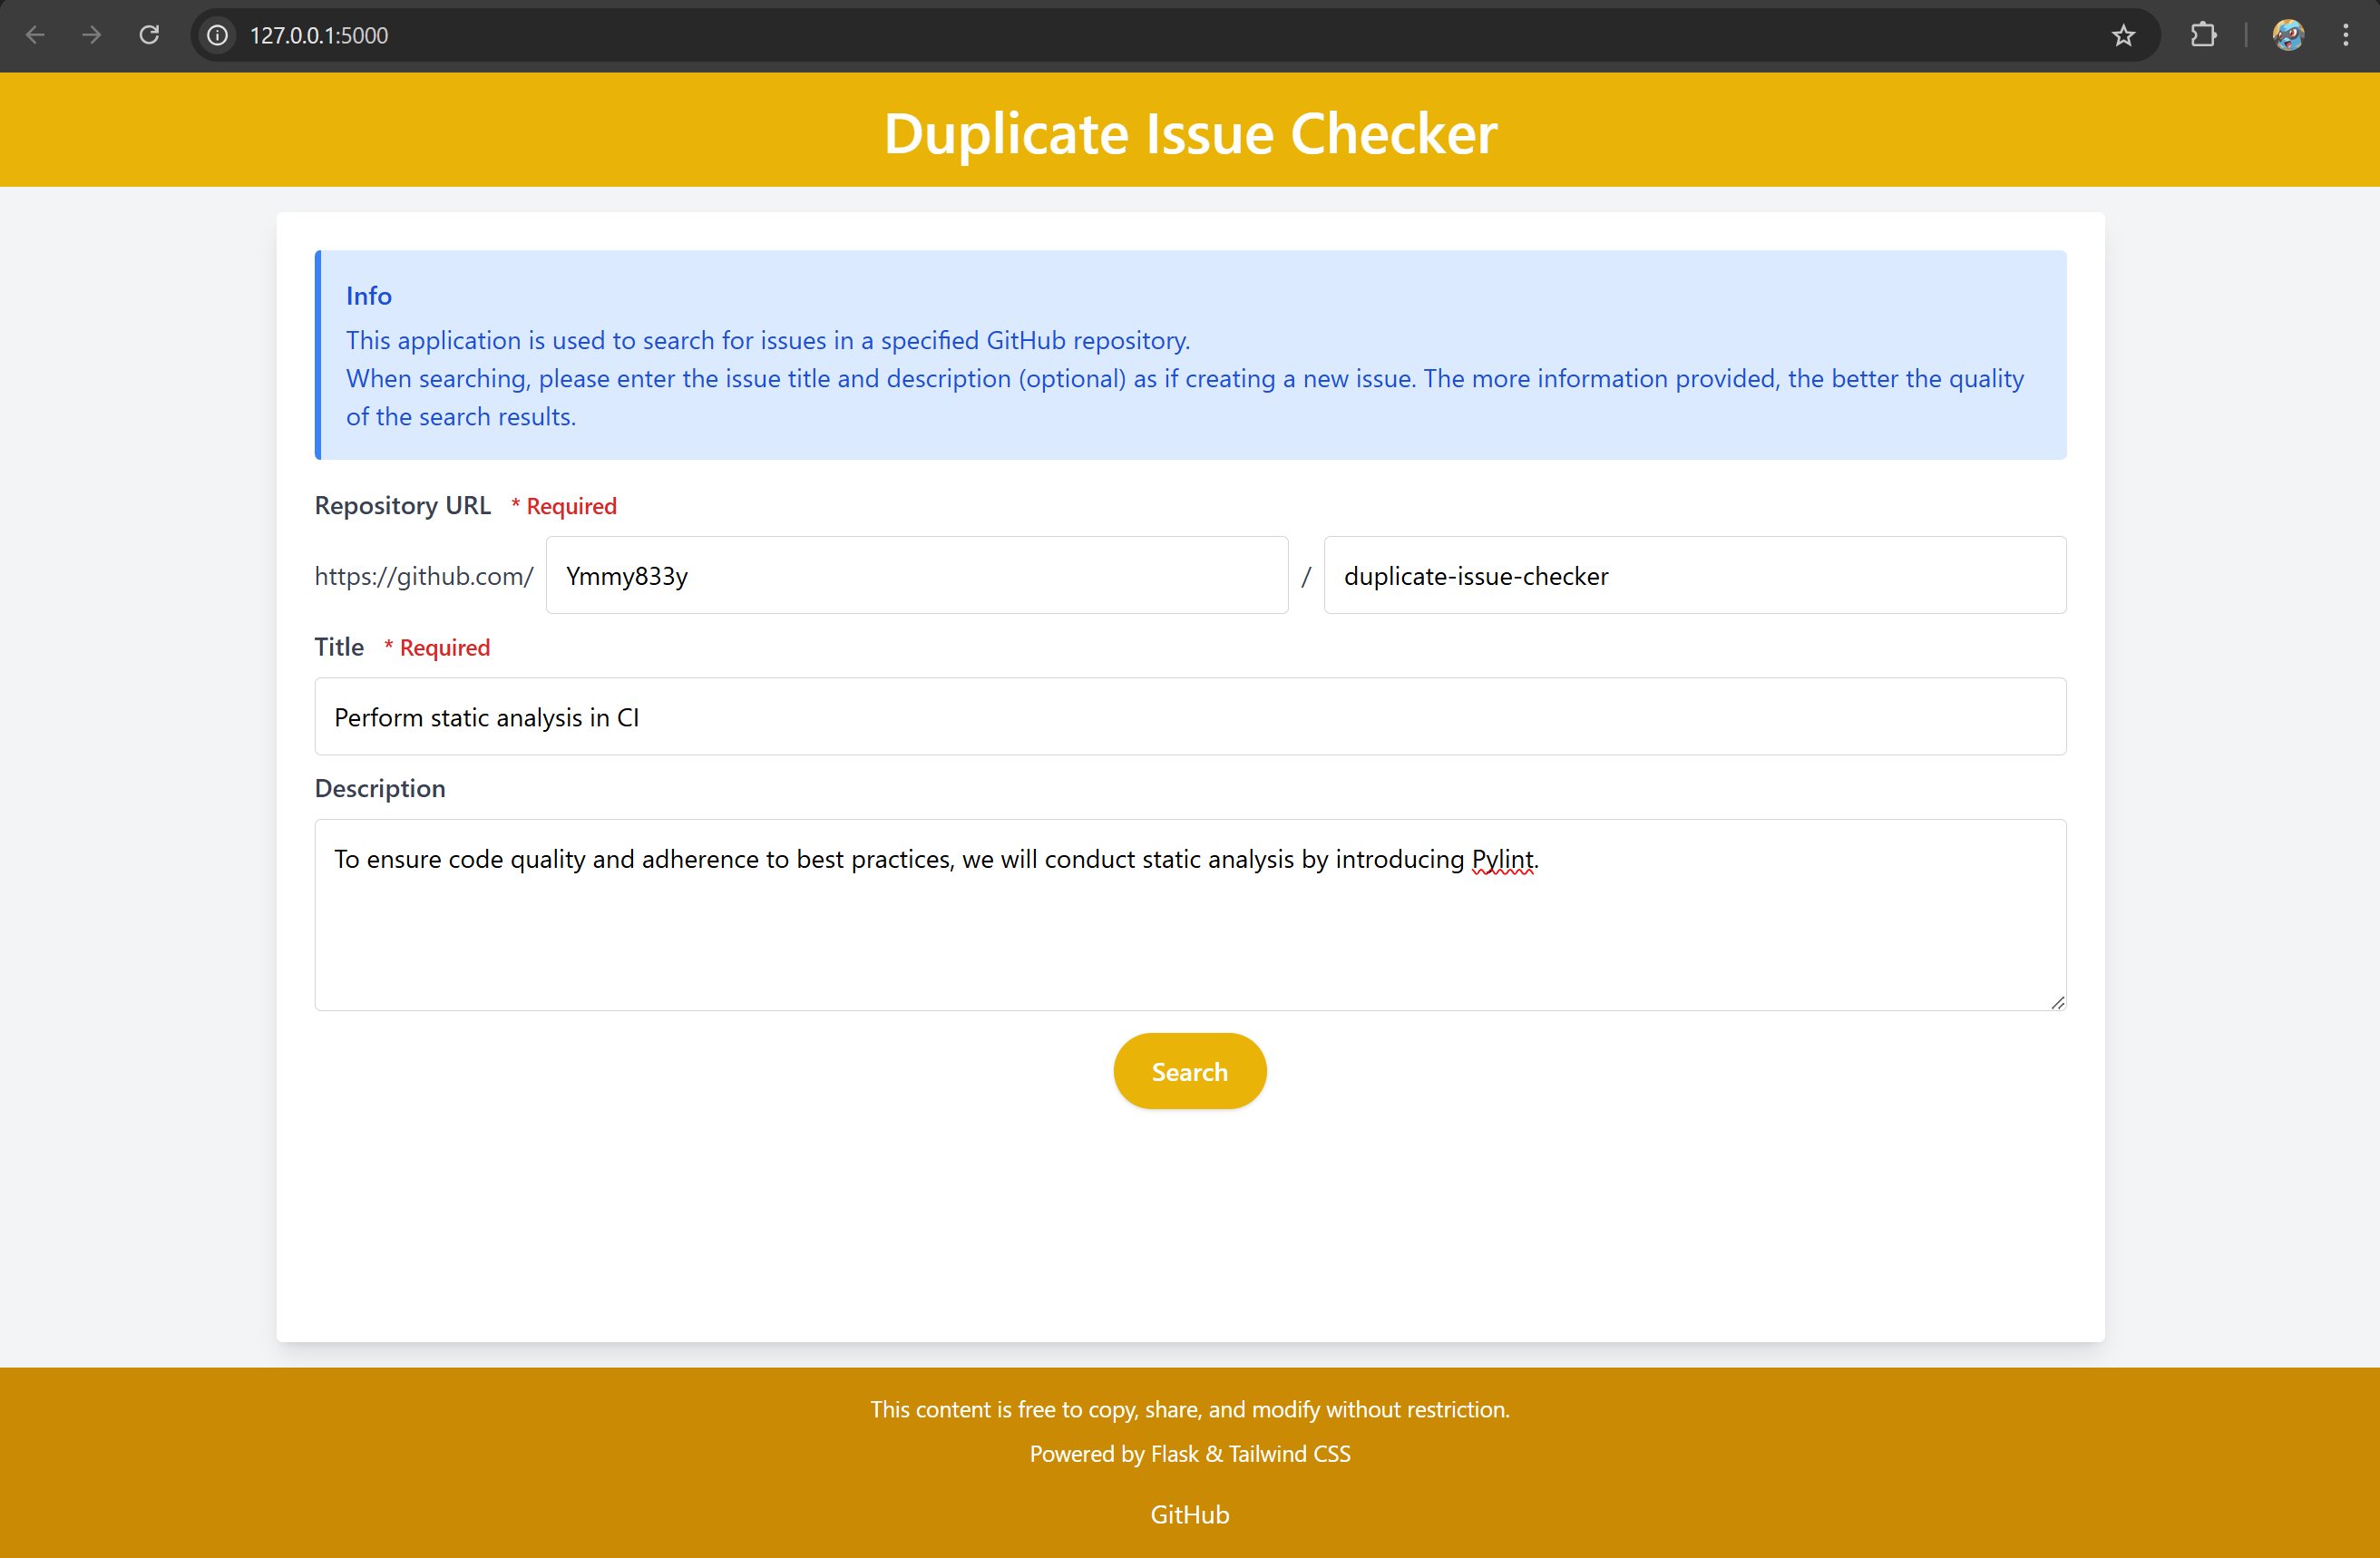 127.0.0.1:5000
Duplicate Issue Checker
Info
This application is used to search for issues in a specified GitHub repository.
When searching, please enter the issue title and description (optional) as if creating a new issue. The more information provided, the better the quality
of the search results.
Repository URL * Required
https://github.com/ Ymmy833y / duplicate-issue-checker
Title * Required
Perform static analysis in CI
Description
To ensure code quality and adherence to best practices, we will conduct static analysis by introducing Pylint.
Search
This content is free to copy, share, and modify without restriction.
Powered by Flask & Tailwind CSS
GitHub